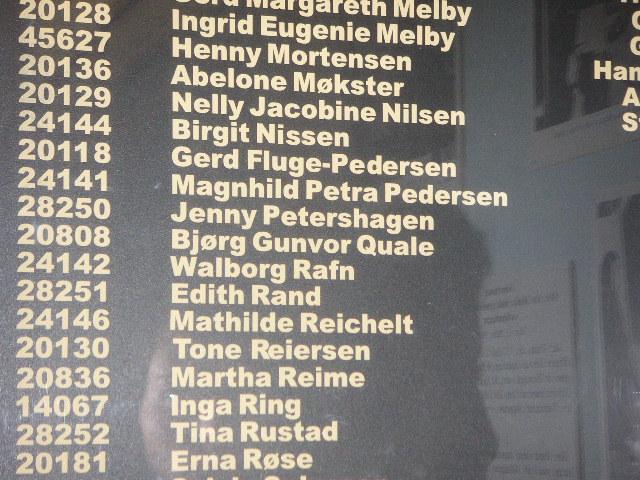 Gerd Margareth Melby
20128 Ingrid Eugenie Melby
45627 Henny Mortensen
20136 Abelone Møkster
20129 Nelly Jacobine Nilsen
24144 Birgit Nissen
20118 Gerd Fluge-Pedersen
24141 Magnhild Petra Pedersen
28250 Jenny Petershagen
20808 Bjørg Gunvor Quale
24142 Walborg Rafn
28251 Edith Rand
24146 Mathilde Reichelt
20130 Tone Reiersen
20836 Martha Reime
14067 Inga Ring
28252 Tina Rustad
20181 Erna Røse